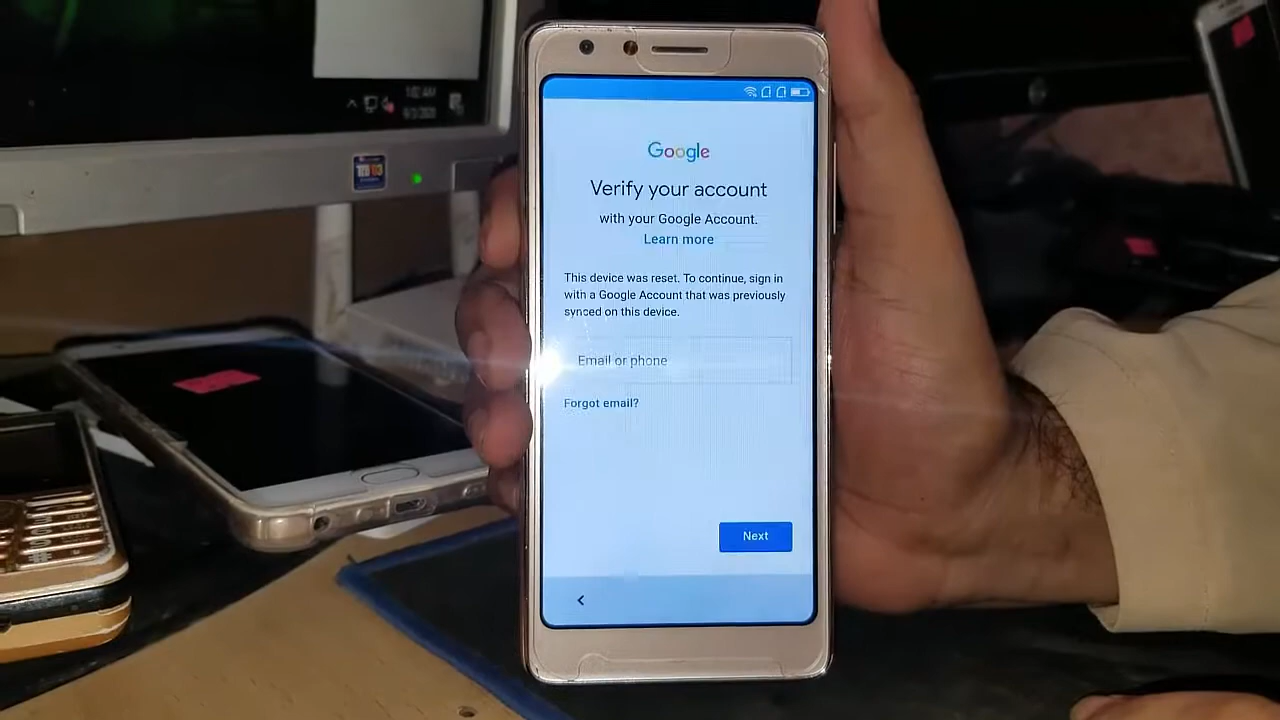 Google
Verify your account
with your Google Account.
Learn more
This device was reset. To continue, sign in
with a Google Account that was previously
synced on this device.
Email or phone
Forgot email?
Next